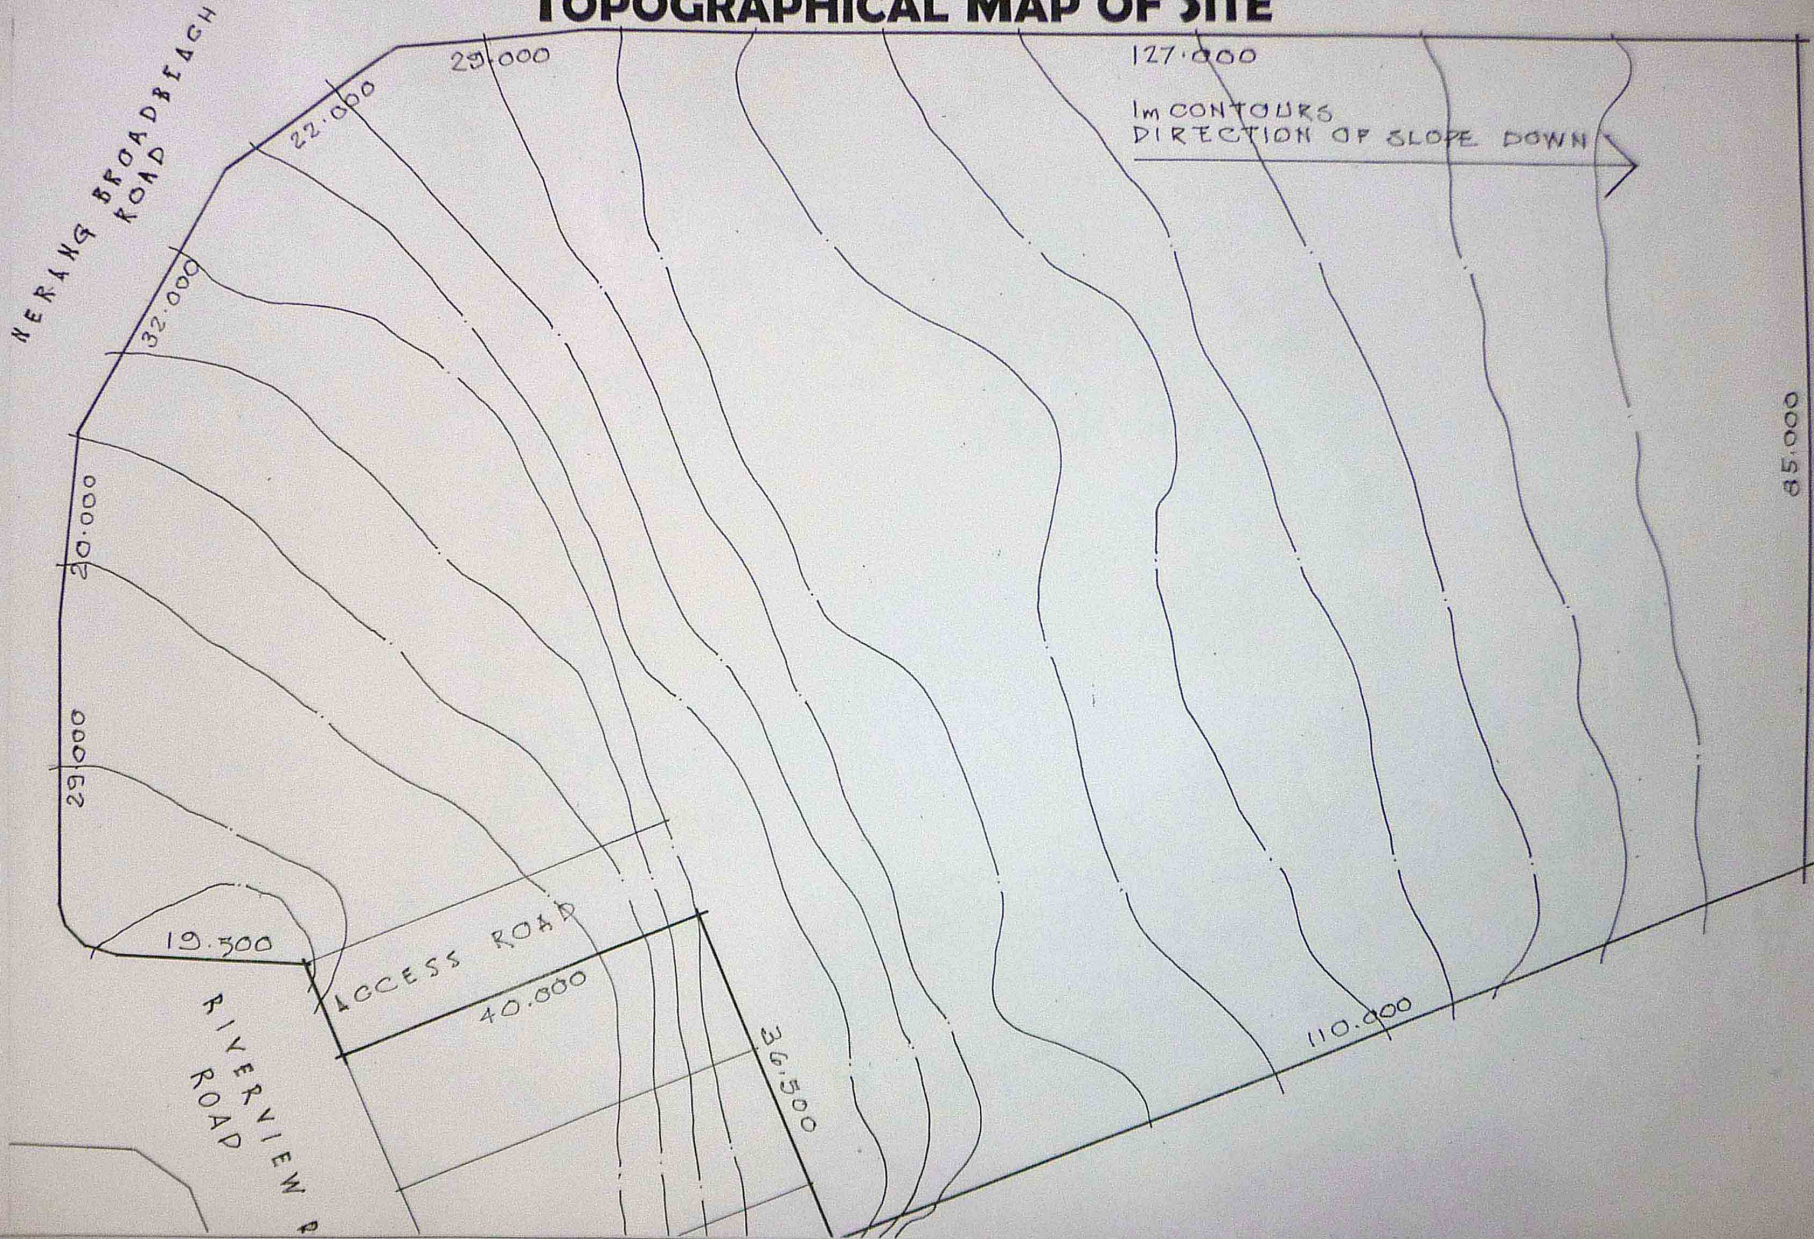 TOPOGRAPHICAL MAP OF SITE
NERANG BROADBEACH
ROAD
29.000
22.000
32.000
127.000
1m CONTOURS
DIRECTION OF SLOPE DOWN
85.000
20.000
29.000
19.500
ACCESS ROAD
40.000
36.500
110.000
RIVERVIEW R
ROAD